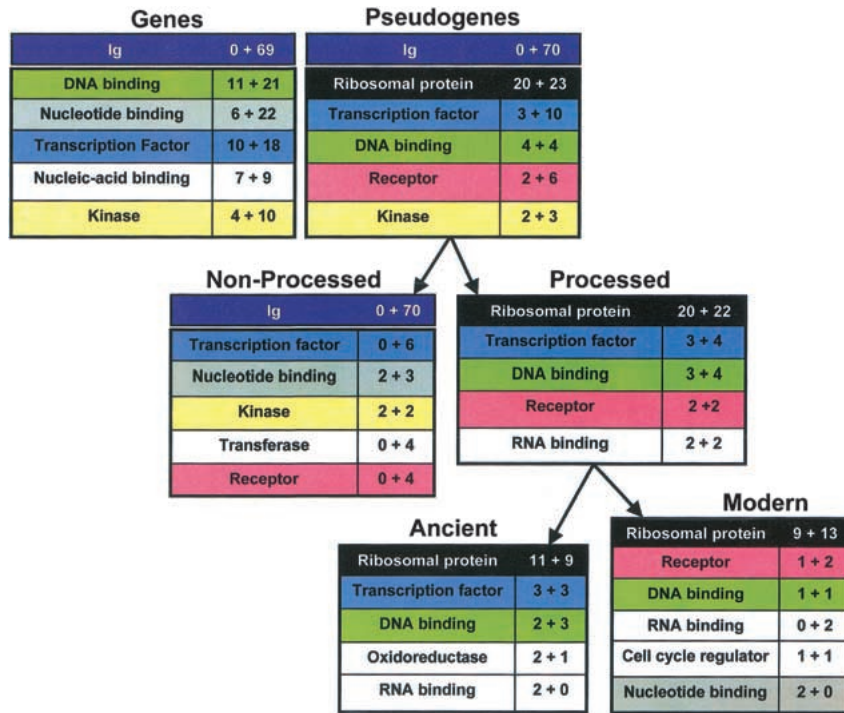 Genes
Ig 0 + 69
DNA binding 11 + 21
Nucleotide binding 6 + 22
Transcription Factor 10 + 18
Nucleic-acid binding 7 + 9
Kinase 4 + 10
Pseudogenes
Ig 0 + 70
Ribosomal protein 20 + 23
Transcription factor 3 + 10
DNA binding 4 + 4
Receptor 2 + 6
Kinase 2 + 3
Non-Processed
Ig 0 + 70
Transcription factor 0 + 6
Nucleotide binding 2 + 3
Kinase 2 + 2
Transferase 0 + 4
Receptor 0 + 4
Processed
Ribosomal protein 20 + 22
Transcription factor 3 + 4
DNA binding 3 + 4
Receptor 2 +2
RNA binding 2 + 2
Ancient
Ribosomal protein 11 + 9
Transcription factor 3 + 3
DNA binding 2 + 3
Oxidoreductase 2 + 1
RNA binding 2 + 0
Modern
Ribosomal protein 9 + 13
Receptor 1 + 2
DNA binding 1 + 1
RNA binding 0 + 2
Cell cycle regulator 1 + 1
Nucleotide binding 2 + 0